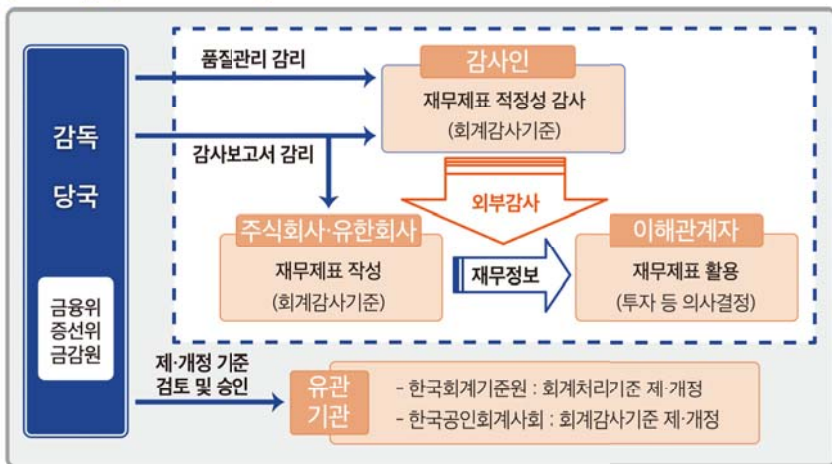 품질관리 감리
감사인
재무제표 적정성 감사
(회계감사기준)
감독
당국
감사보고서 감리
외부감사
주식회사·유한회사
재무제표 작성
(회계감사기준)
재무정보
이해관계자
재무제표 활용
(투자 등 의사결정)
금융위
증선위
금감원
제·개정 기준
검토 및 승인
유관
기관
- 한국회계기준원 : 회계처리기준 제·개정
- 한국공인회계사회 : 회계감사기준 제·개정